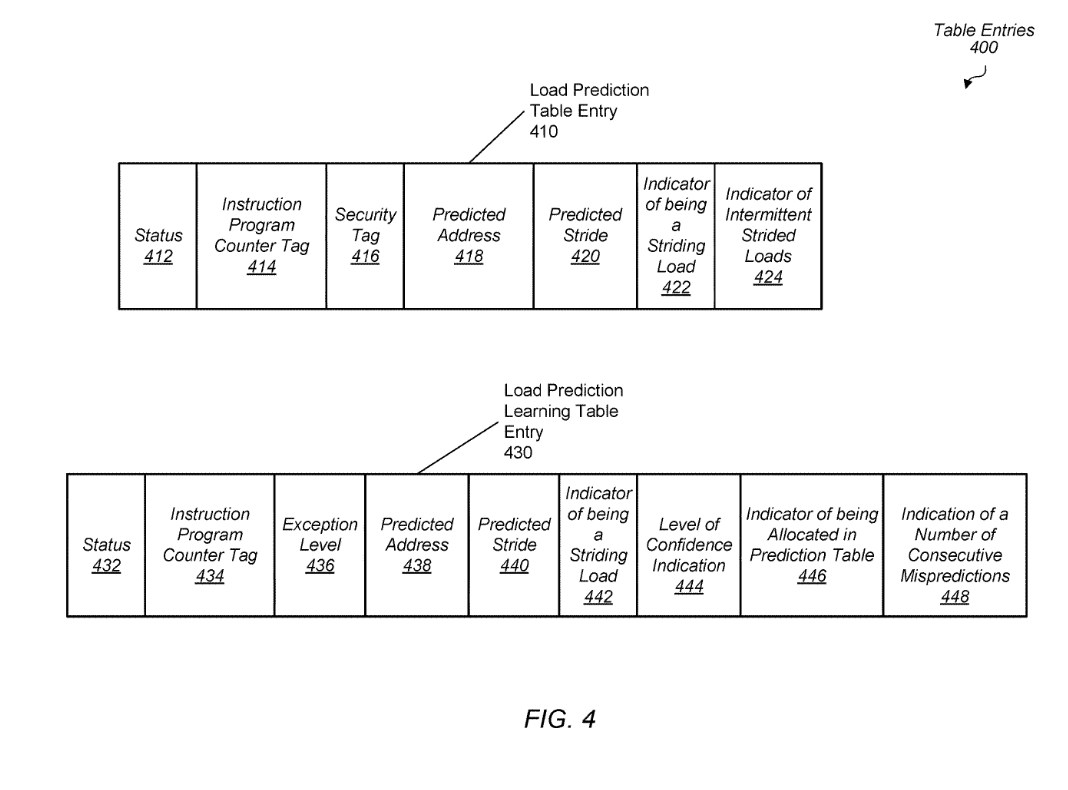 Table Entries
400
Load Prediction
Table Entry
410
Status
412
Instruction
Program
Counter Tag
414
Security
Tag
416
Predicted
Address
418
Predicted
Stride
420
Indicator
of being
a
Striding
Load
422
Indicator of
Intermittent
Strided
Loads
424
Load Prediction
Learning Table
Entry
430
Status
432
Instruction
Program
Counter Tag
434
Exception
Level
436
Predicted
Address
438
Predicted
Stride
440
Indicator
of being
a
Striding
Load
442
Level of
Confidence
Indication
444
Indicator of being
Allocated in
Prediction Table
446
Indication of a
Number of
Consecutive
Mispredictions
448
FIG. 4